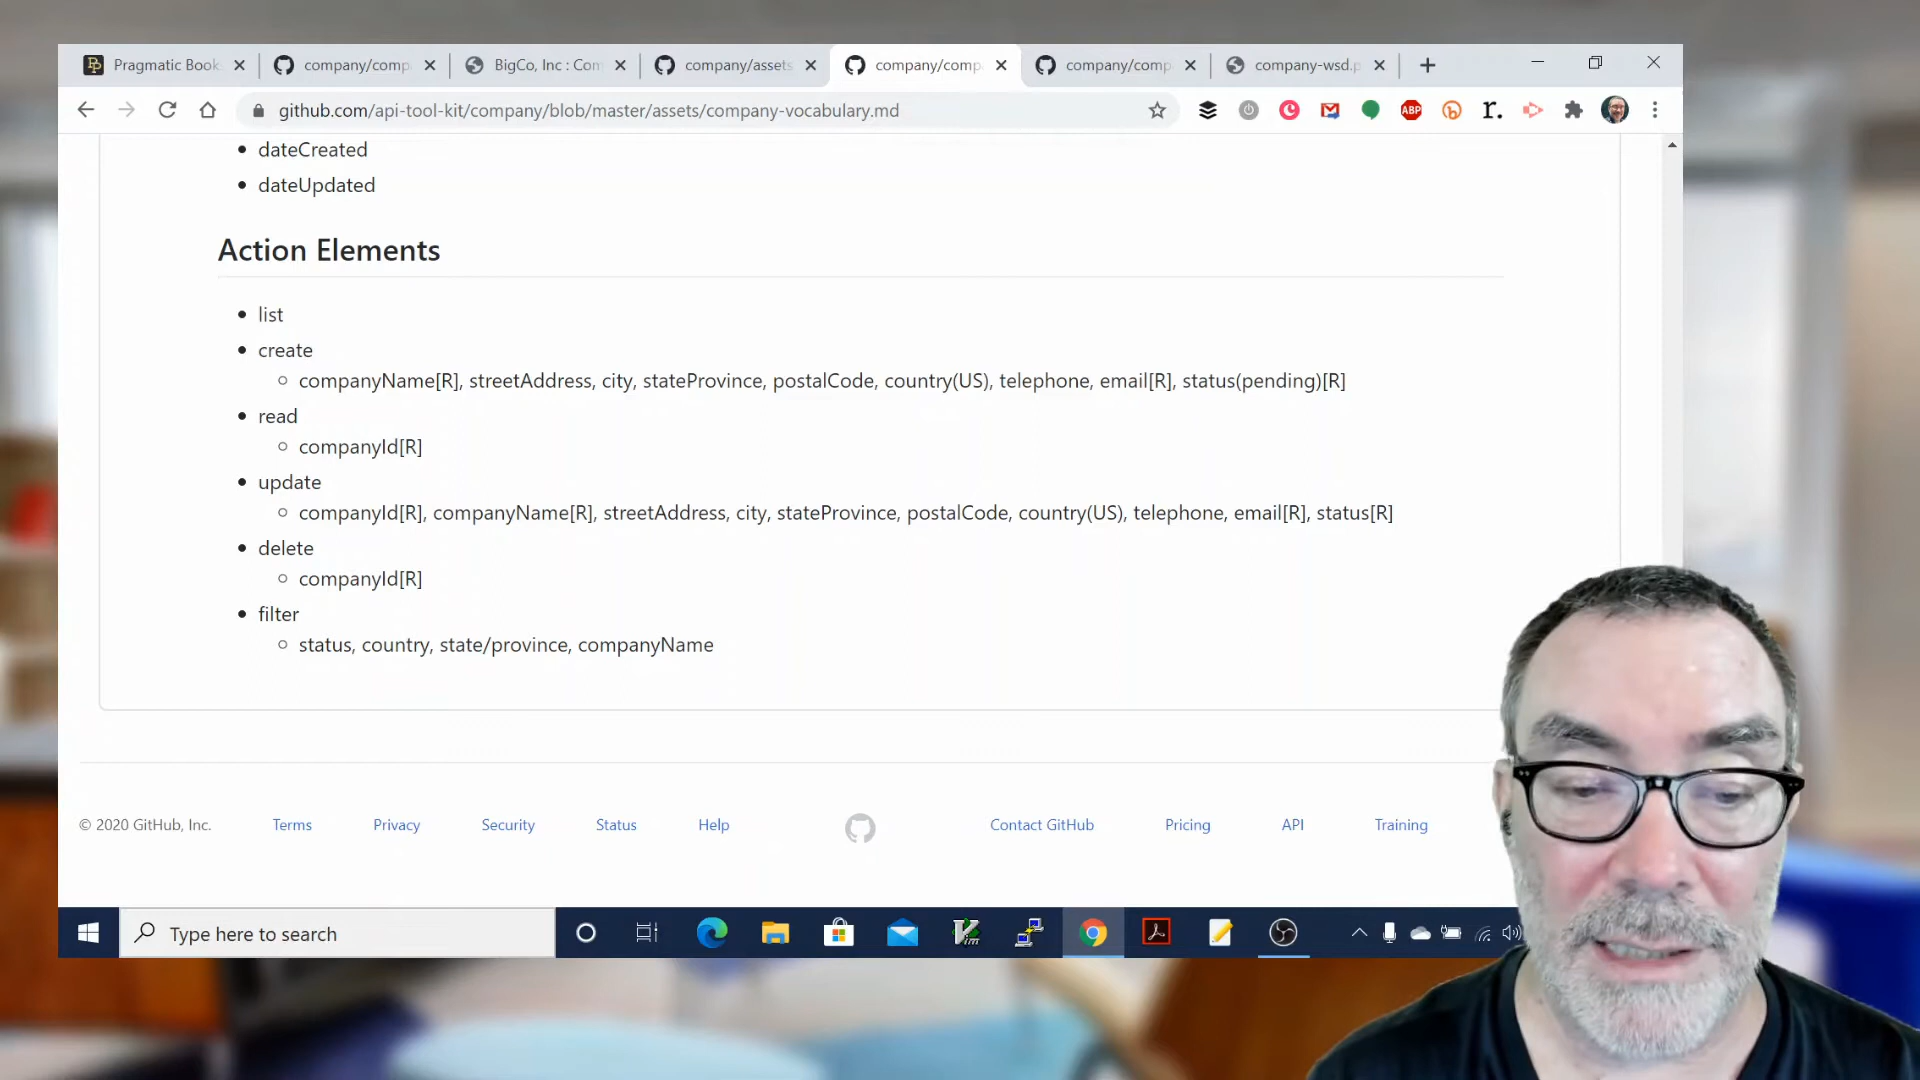 Pragmatic Book
company/comp
BigCo, Inc : Com
company/assets
company/comp
company/comp
company-wsd.p
github.com/api-tool-kit/company/blob/master/assets/company-vocabulary.md
ABP
r.
dateCreated
dateUpdated
Action Elements
list
create
companyName[R], streetAddress, city, stateProvince, postalCode, country(US), telephone, email[R], status(pending)[R]
read
companyId[R]
update
companyId[R], companyName[R], streetAddress, city, stateProvince, postalCode, country(US), telephone, email[R], status[R]
delete
companyId[R]
filter
status, country, state/province, companyName
© 2020 GitHub, Inc.
Terms
Privacy
Security
Status
Help
Contact GitHub
Pricing
API
Training
Type here to search